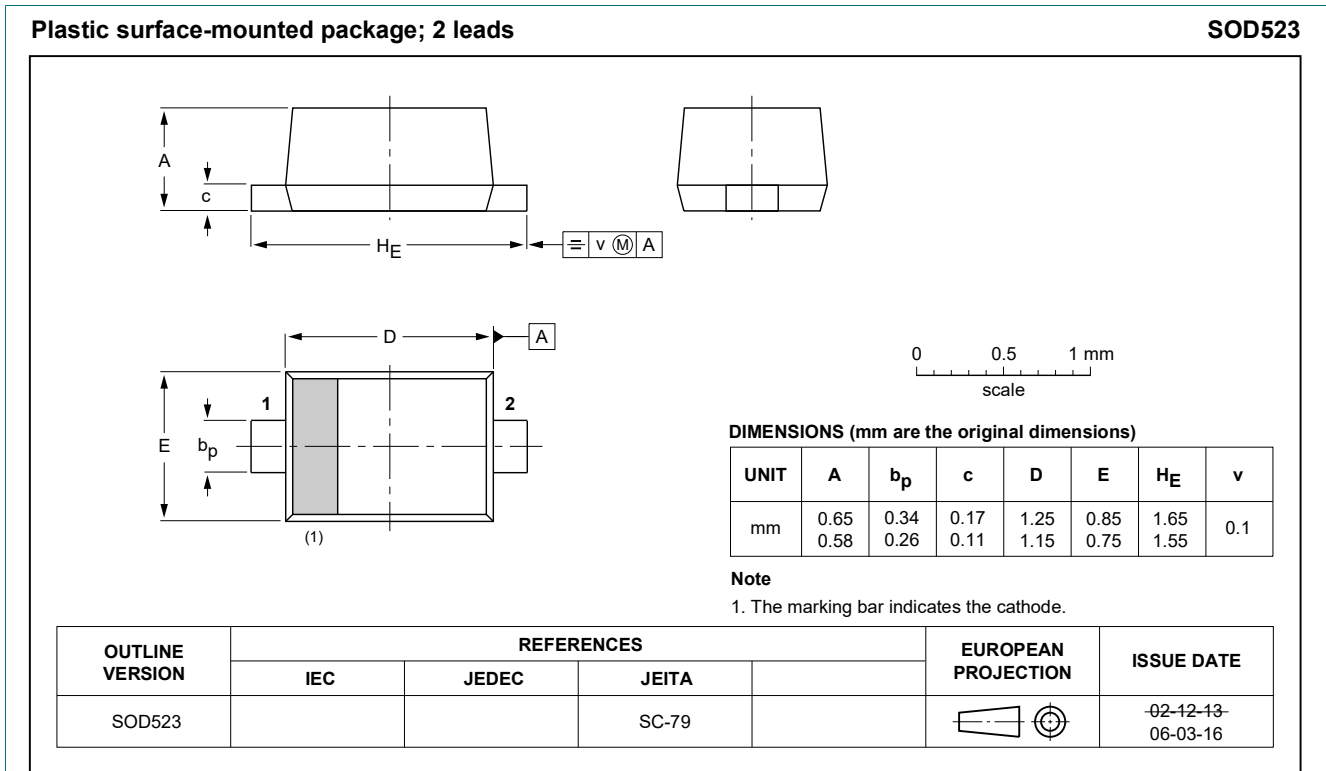 Plastic surface-mounted package; 2 leads SOD523
A
c
HE
v Ⓜ A
D
A
E
bp
1
2
(1)
0 0.5 1 mm
scale
DIMENSIONS (mm are the original dimensions)
UNIT A bp c D E HE v
mm 0.65 0.58 0.34 0.26 0.17 0.11 1.25 1.15 0.85 0.75 1.65 1.55 0.1
Note
1. The marking bar indicates the cathode.
OUTLINE VERSION REFERENCES EUROPEAN PROJECTION ISSUE DATE
IEC JEDEC JEITA
SOD523 SC-79 02-12-13
06-03-16